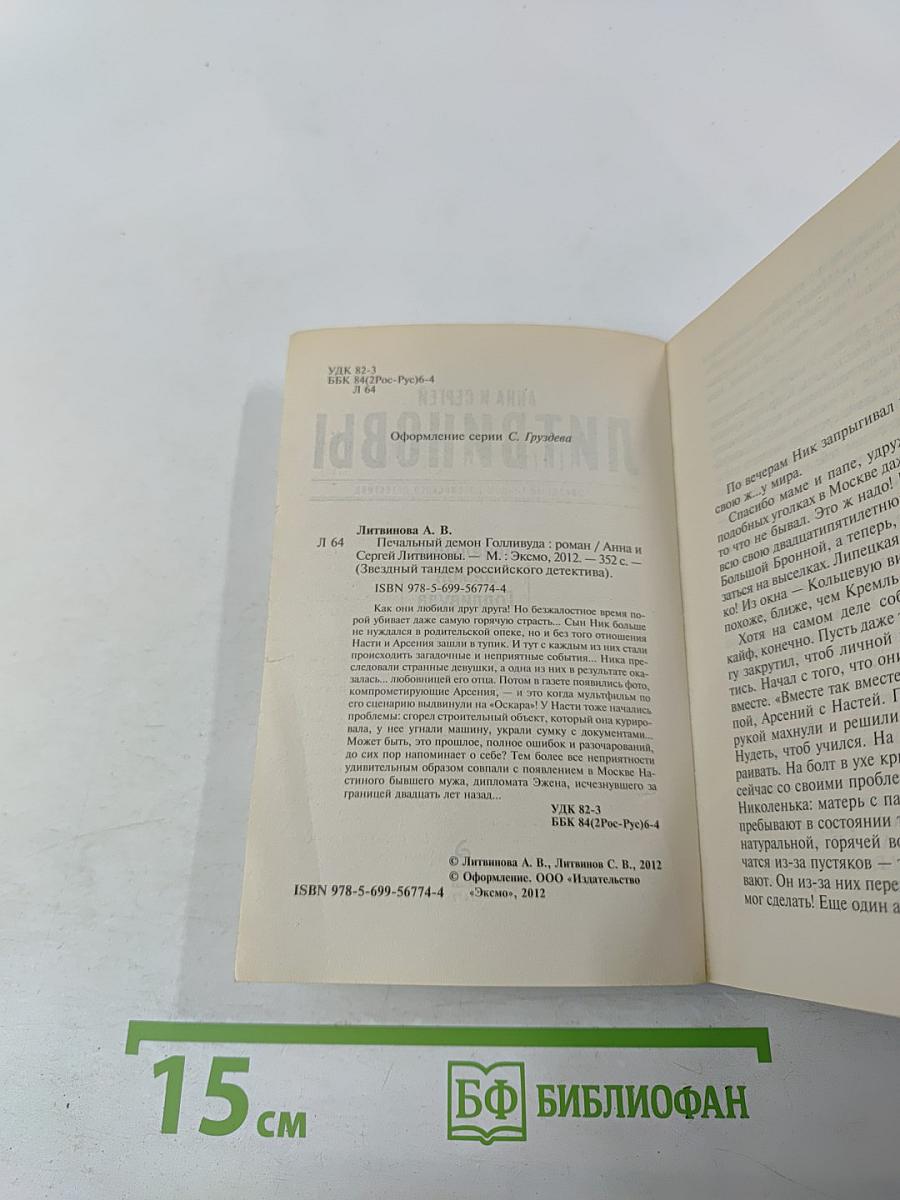 УДК 82-3
ББК 84(2Рос-Рус)6-4
Л 64
Оформление серии С. Груздева
Литвинова А. В.
Л 64 Печальный демон Голливуда : роман / Анна и
Сергей Литвиновы. — М. : Эксмо, 2012. — 352 с. —
(Звездный тандем российского детектива).
ISBN 978-5-699-56774-4
Как они любили друг друга! Но безжалостное время по-
рой убивает даже самую горячую страсть... Сын Ник больше
не нуждался в родительской опеке, но и без того отношения
Насти и Арсения зашли в тупик. И тут с каждым из них стали
происходить загадочные и неприятные события... Ника пре-
следовали странные девушки, а одна из них в результате ока-
залась... любовницей его отца. Потом в газете появились фото,
компрометирующие Арсения, — и это когда мультфильм по
его сценарию выдвинули на «Оскара»! У Насти тоже начались
проблемы: сгорел строительный объект, который она куриро-
вала, у нее угнали машину, украли сумку с документами...
Может быть, это прошлое, полное ошибок и разочарований,
до сих пор напоминает о себе? Тем более все неприятности
удивительным образом совпали с появлением в Москве На-
стиного бывшего мужа, дипломата Эжена, исчезнувшего за
границей двадцать лет назад...
УДК 82-3
ББК 84(2Рос-Рус)6-4
© Литвинова А. В., Литвинов С. В., 2012
© Оформление. ООО «Издательство
ISBN 978-5-699-56774-4 «Эксмо», 2012
По вечерам Ник запрыгивал
свою ж...у мира.
Спасибо маме и папе, удруж
подобных уголках в Москве даж
то что не бывал. Это ж надо!
всю свою двадцатипятилетню
Большой Бронной, а теперь,
заться на выселках. Липецкая
ко! Из окна — Кольцевую ви
похоже, ближе, чем Кремль
Хотя на самом деле соб
кайф, конечно. Пусть даже
гу закрутил, чтоб личной
тись. Начал с того, что они
вместе. «Вместе так вместе
пой, Арсений с Настей. Г
рукой махнули и решили
Нудеть, чтоб учился. На
раивать. На болт в ухе кри
сейчас со своими пробле
Николенька: матерь с па
пребывают в состоянии т
натуральной, горячей во
чатся из-за пустяков — т
вают. Он из-за них пере
мог сделать! Еще один а
АННА И СЕРГЕЙ
ЛИТВИНОВЫ
15 см
БФ БИБЛИОФАН